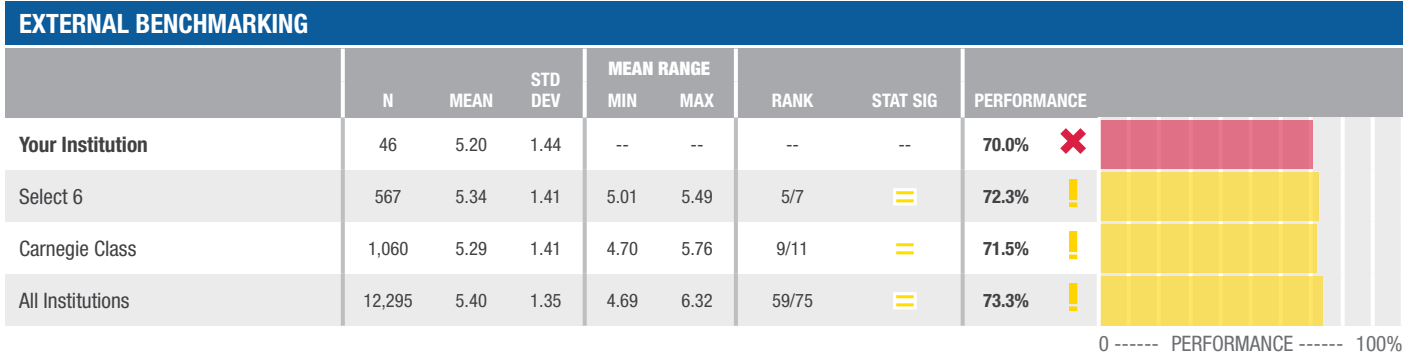 EXTERNAL BENCHMARKING
N MEAN STD DEV MEAN RANGE MIN MAX RANK STAT SIG PERFORMANCE
Your Institution 46 5.20 1.44 -- -- -- -- 70.0%
Select 6 567 5.34 1.41 5.01 5.49 5/7 = 72.3% !
Carnegie Class 1,060 5.29 1.41 4.70 5.76 9/11 = 71.5% !
All Institutions 12,295 5.40 1.35 4.69 6.32 59/75 = 73.3% !
0 ------ PERFORMANCE ------ 100%